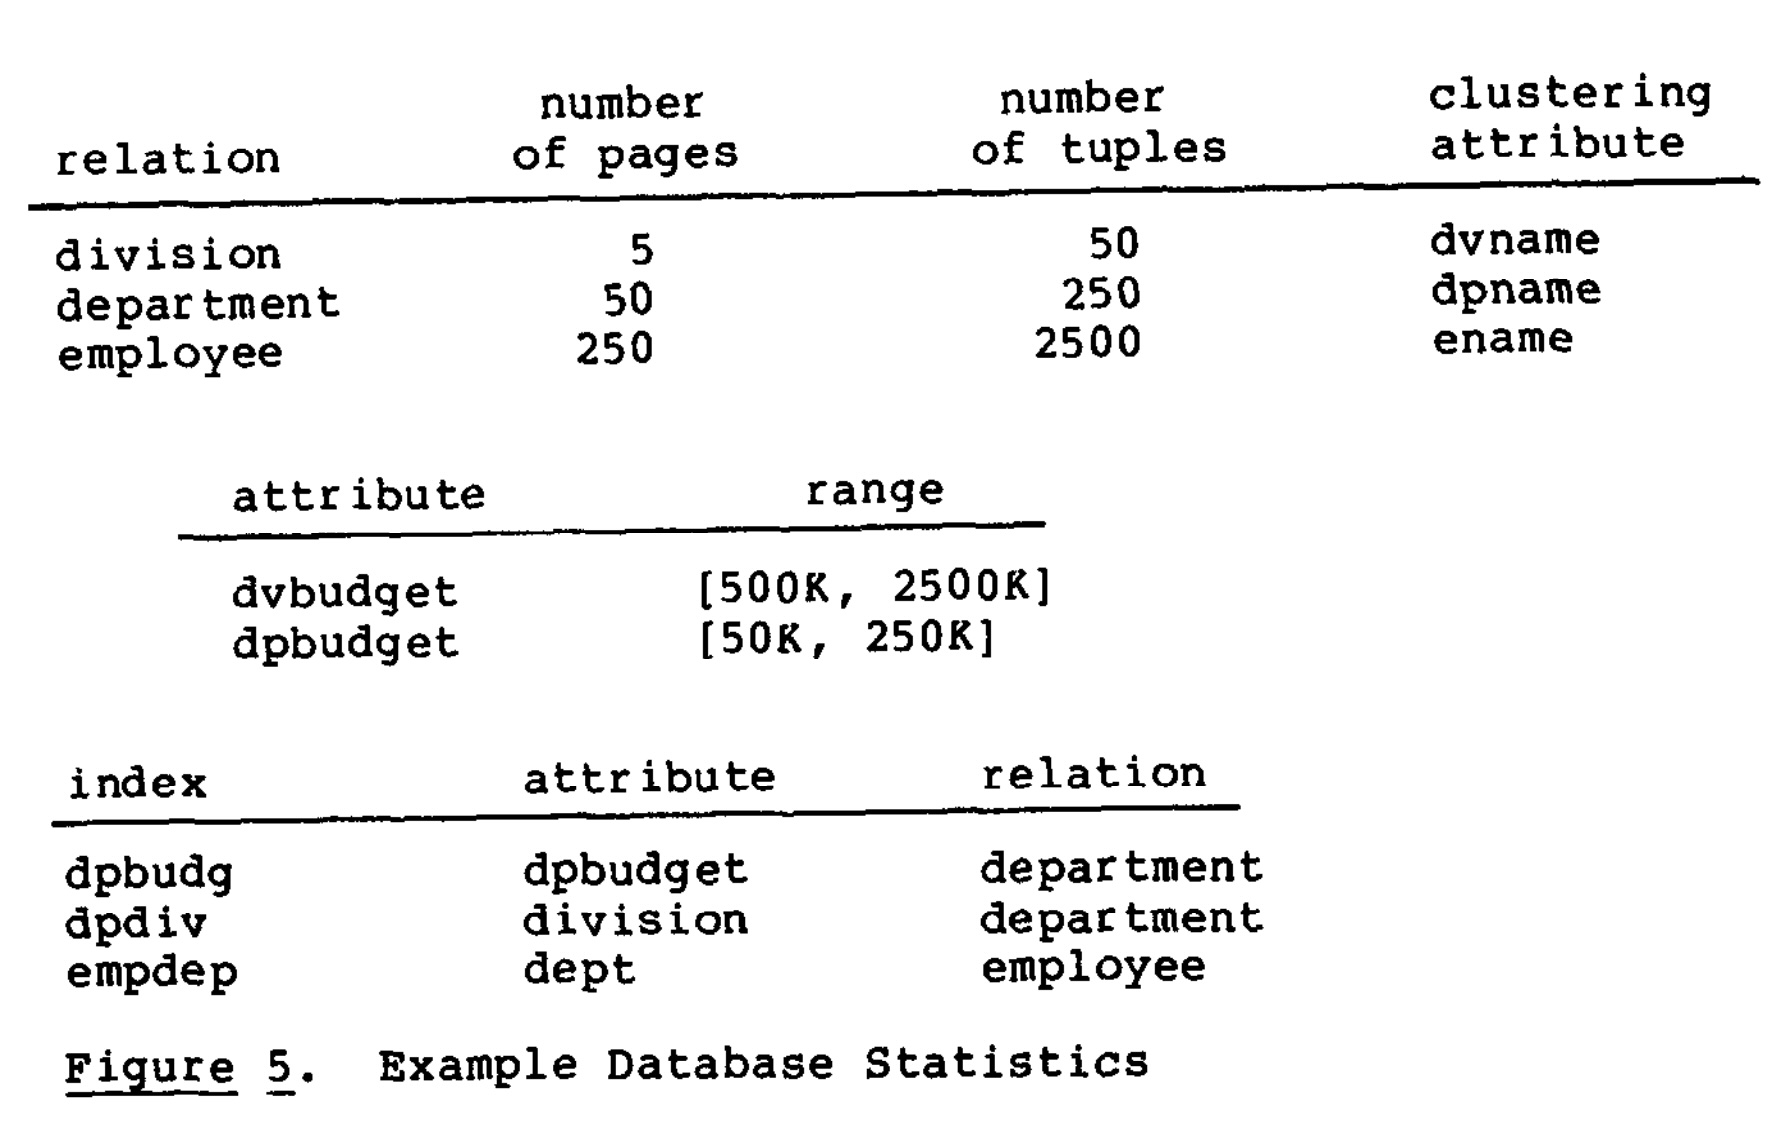 number number clustering
relation of pages of tuples attribute
division 5 50 dvname
department 50 250 dpname
employee 250 2500 ename
attribute range
dvbudget [500K, 2500K]
dpbudget [50K, 250K]
index attribute relation
dpbudg dpbudget department
dpdiv division department
empdep dept employee
Figure 5. Example Database Statistics